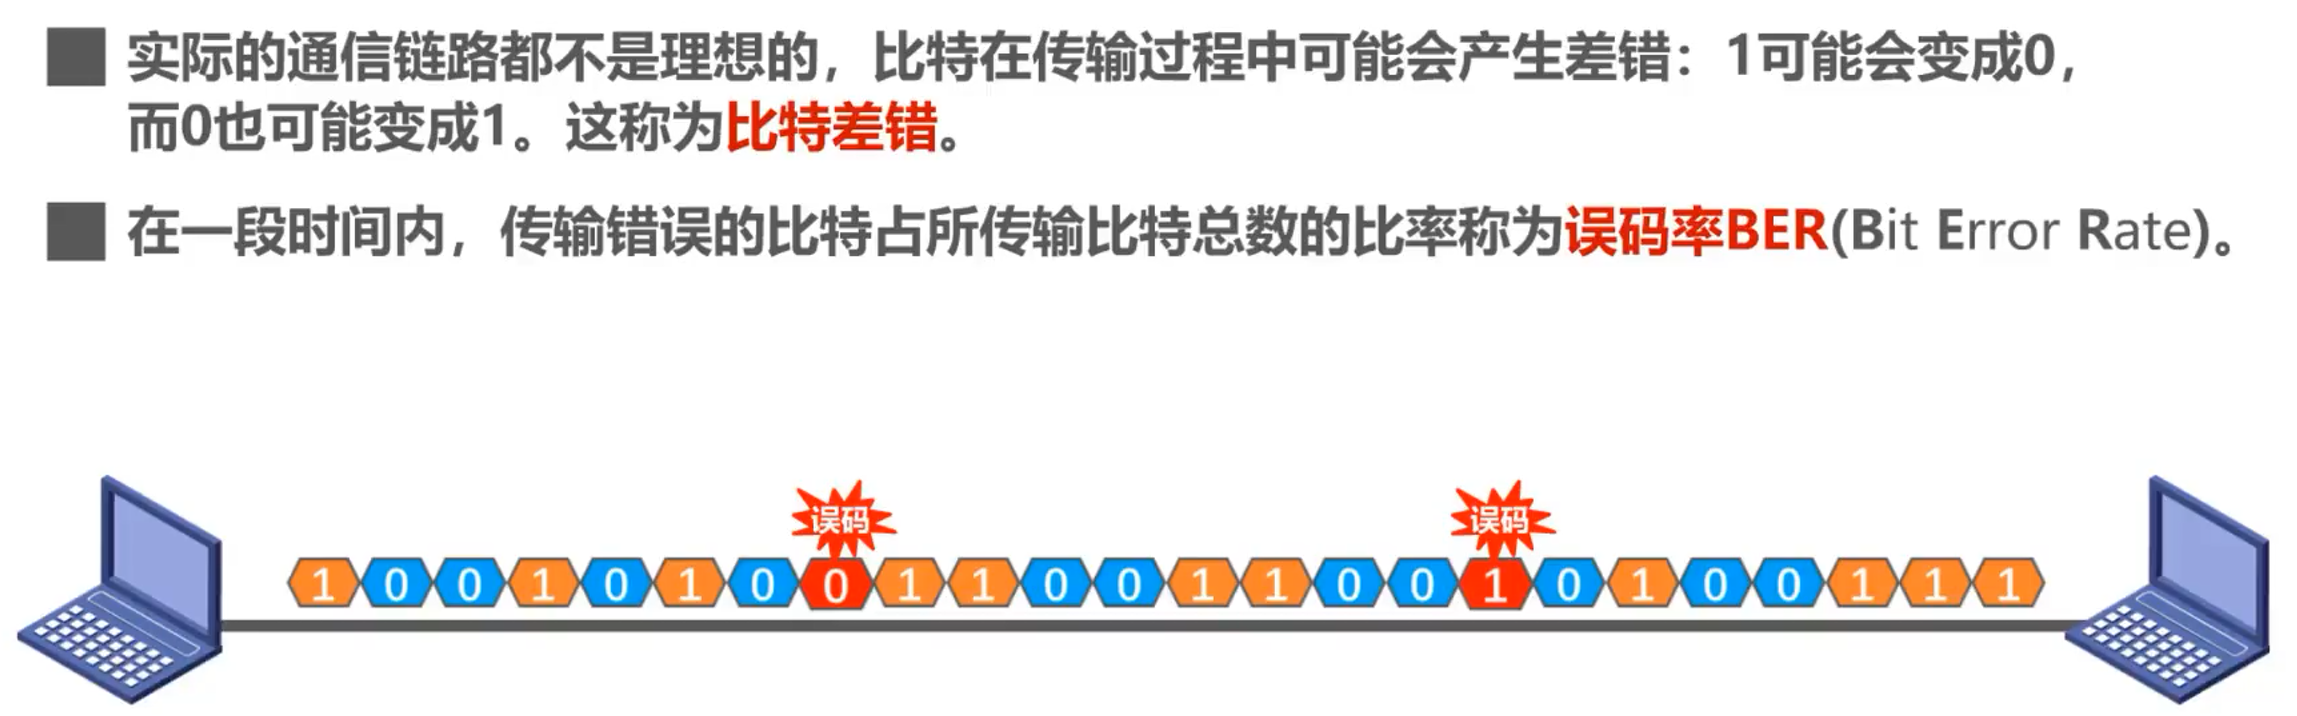 实际的通信链路都不是理想的，比特在传输过程中可能会产生差错：1可能会变成0，
而0也可能变成1。这称为比特差错。
在一段时间内，传输错误的比特占所传输比特总数的比率称为误码率BER(Bit Error Rate)。
误码 误码
1 0 0 1 0 1 0 0 1 1 0 0 1 1 0 0 1 0 1 0 0 1 1 1